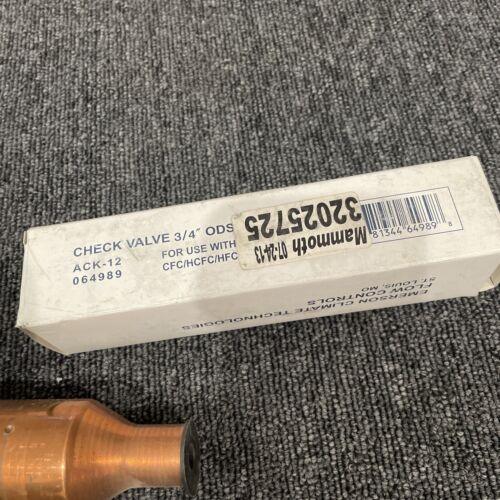 CHECK VALVE 3/4" ODS
ACK-12
064989
FOR USE WITH
CFC/HCFC/HFC
Mammoth 07-24-13
32025725
81344 64989 8
EMERSON CLIMATE TECHNOLOGIES
FLOW CONTROLS
ST. LOUIS, MO